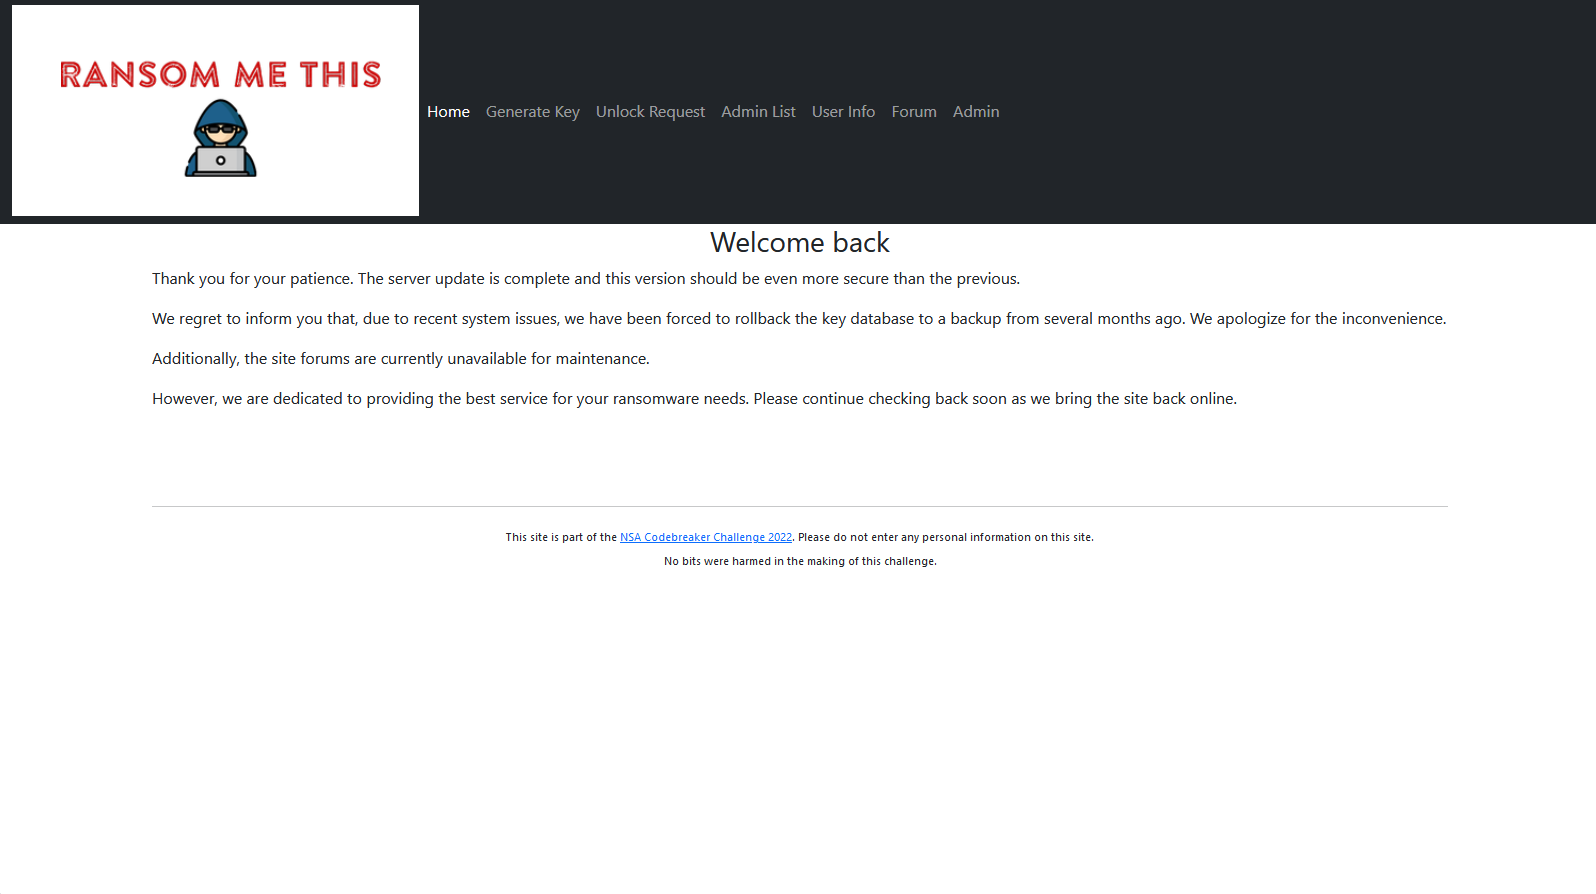 RANSOM ME THIS
Home Generate Key Unlock Request Admin List User Info Forum Admin
Welcome back
Thank you for your patience. The server update is complete and this version should be even more secure than the previous.
We regret to inform you that, due to recent system issues, we have been forced to rollback the key database to a backup from several months ago. We apologize for the inconvenience.
Additionally, the site forums are currently unavailable for maintenance.
However, we are dedicated to providing the best service for your ransomware needs. Please continue checking back soon as we bring the site back online.
This site is part of the NSA Codebreaker Challenge 2022. Please do not enter any personal information on this site.
No bits were harmed in the making of this challenge.